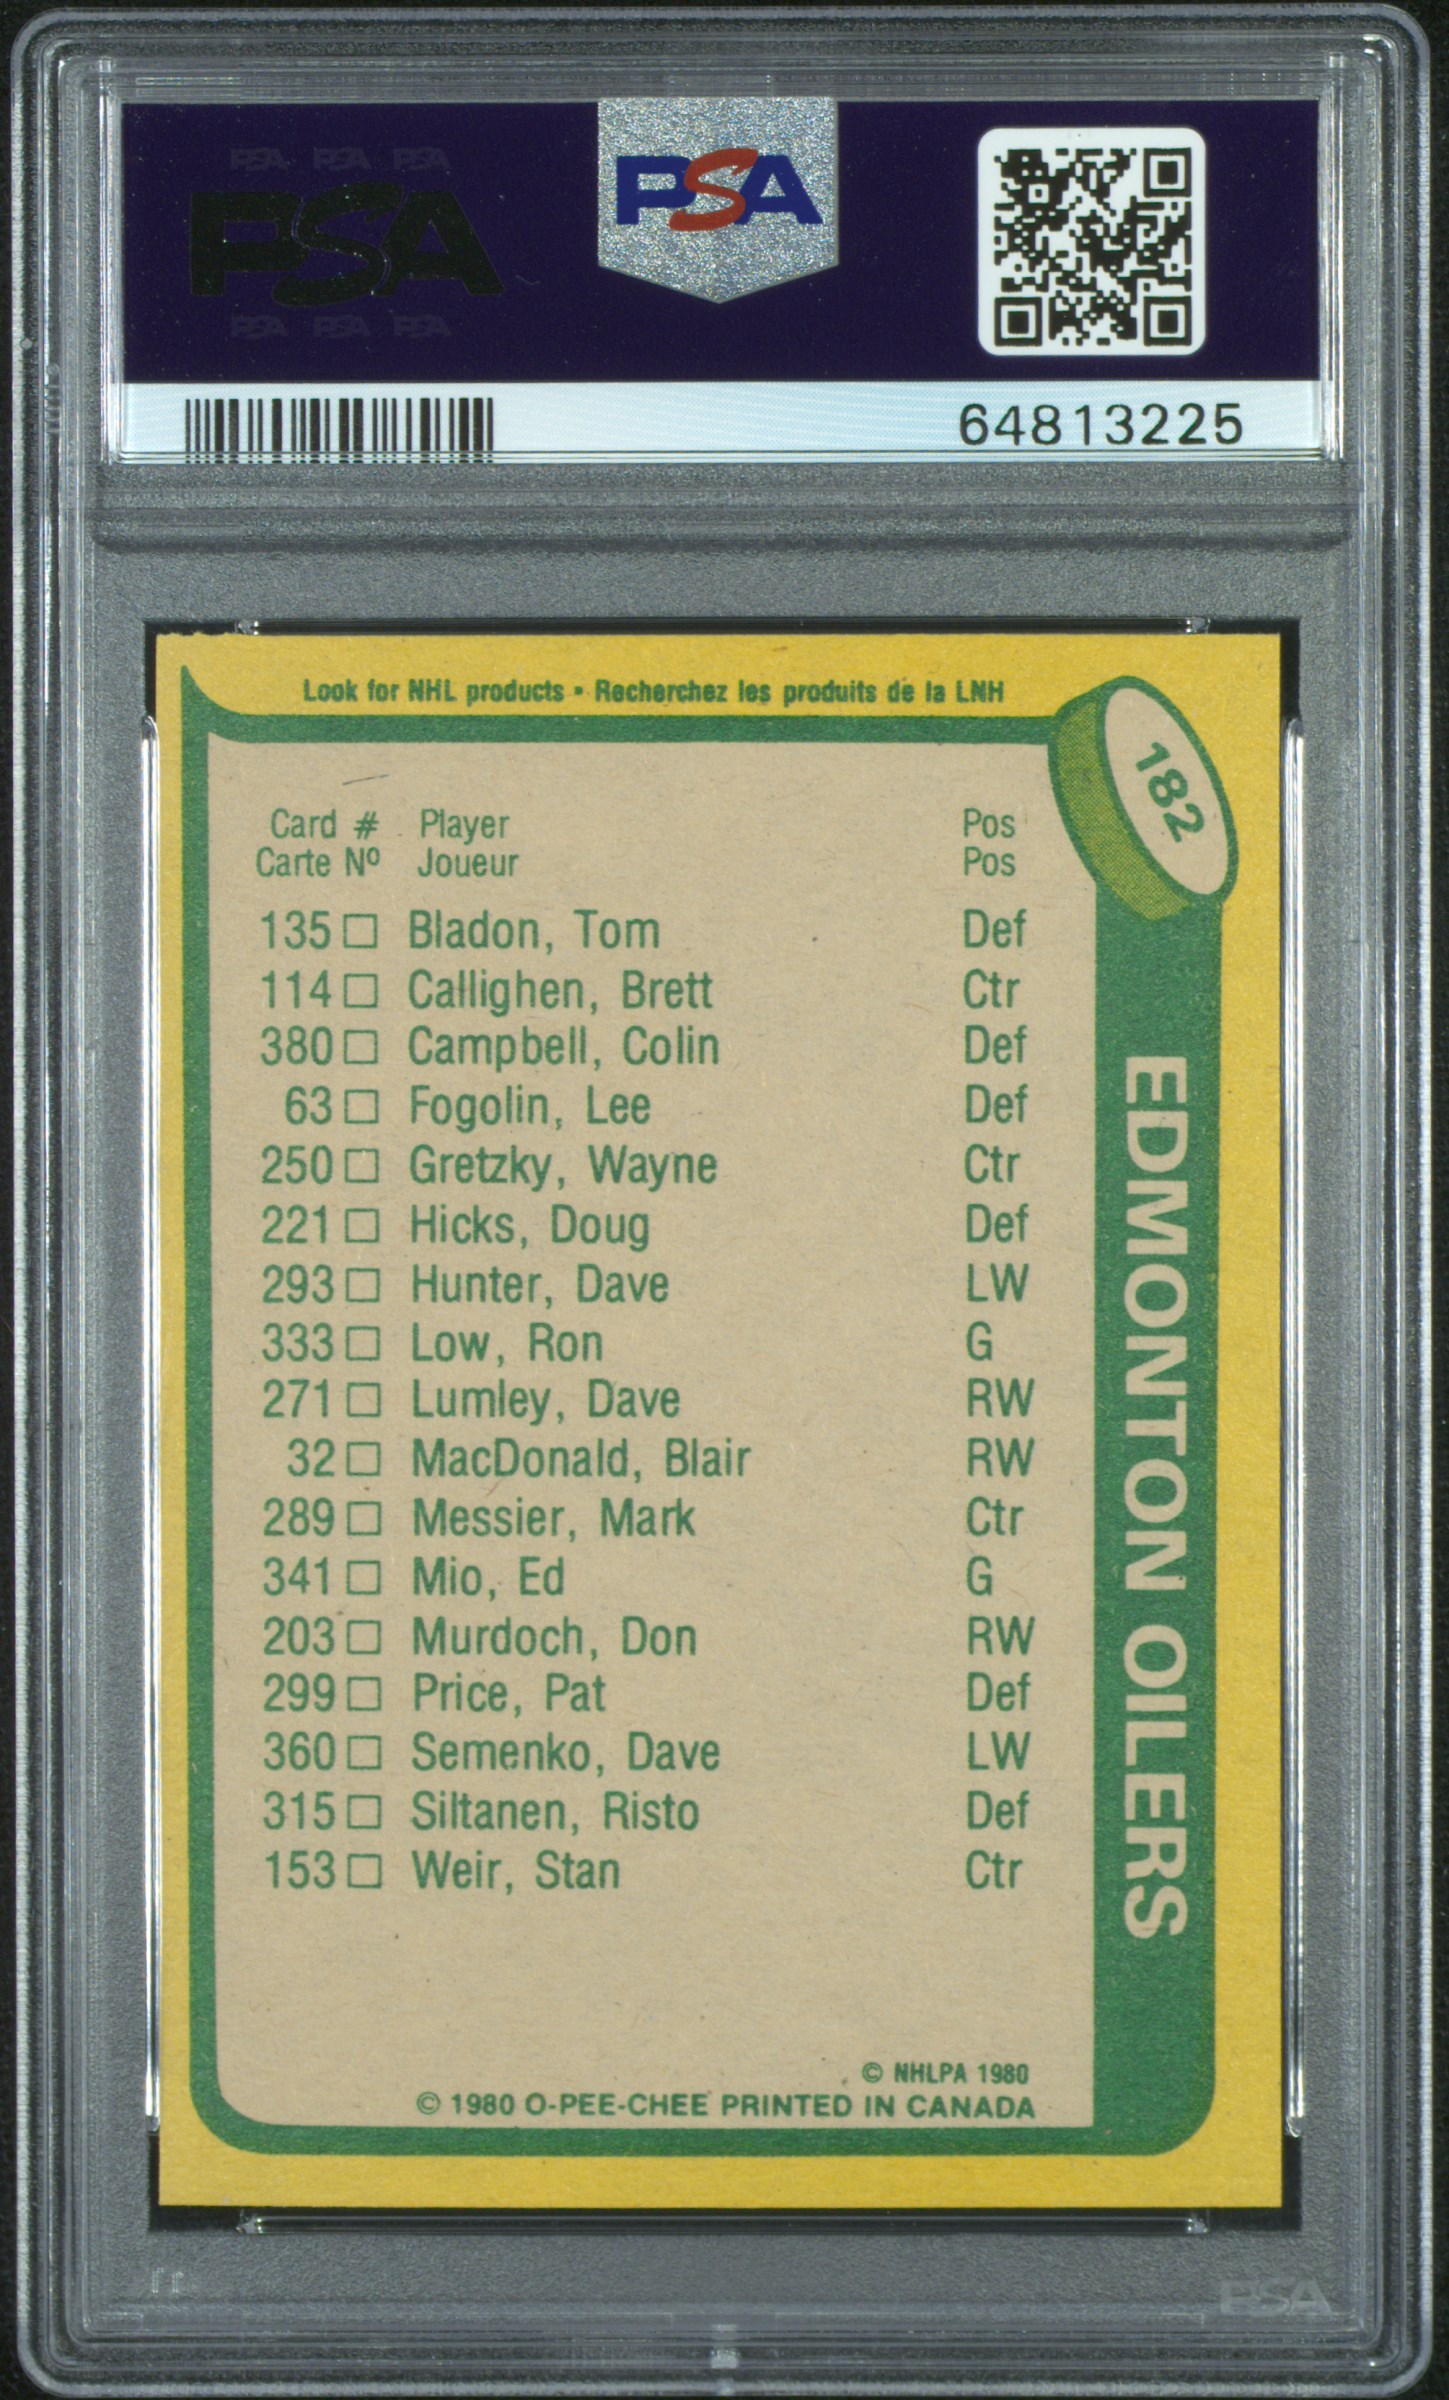 PSA PSA PSA
PSA
PSA PSA PSA
PSA
64813225
Look for NHL products • Recherchez les produits de la LNH
182
Card # Player Pos
Carte Nº Joueur Pos
135 □ Bladon, Tom Def
114 □ Callighen, Brett Ctr
380 □ Campbell, Colin Def
63 □ Fogolin, Lee Def
250 □ Gretzky, Wayne Ctr
221 □ Hicks, Doug Def
293 □ Hunter, Dave LW
333 □ Low, Ron G
271 □ Lumley, Dave RW
32 □ MacDonald, Blair RW
289 □ Messier, Mark Ctr
341 □ Mio, Ed G
203 □ Murdoch, Don RW
299 □ Price, Pat Def
360 □ Semenko, Dave LW
315 □ Siltanen, Risto Def
153 □ Weir, Stan Ctr
EDMONTON OILERS
© NHLPA 1980
© 1980 O-PEE-CHEE PRINTED IN CANADA
PSA